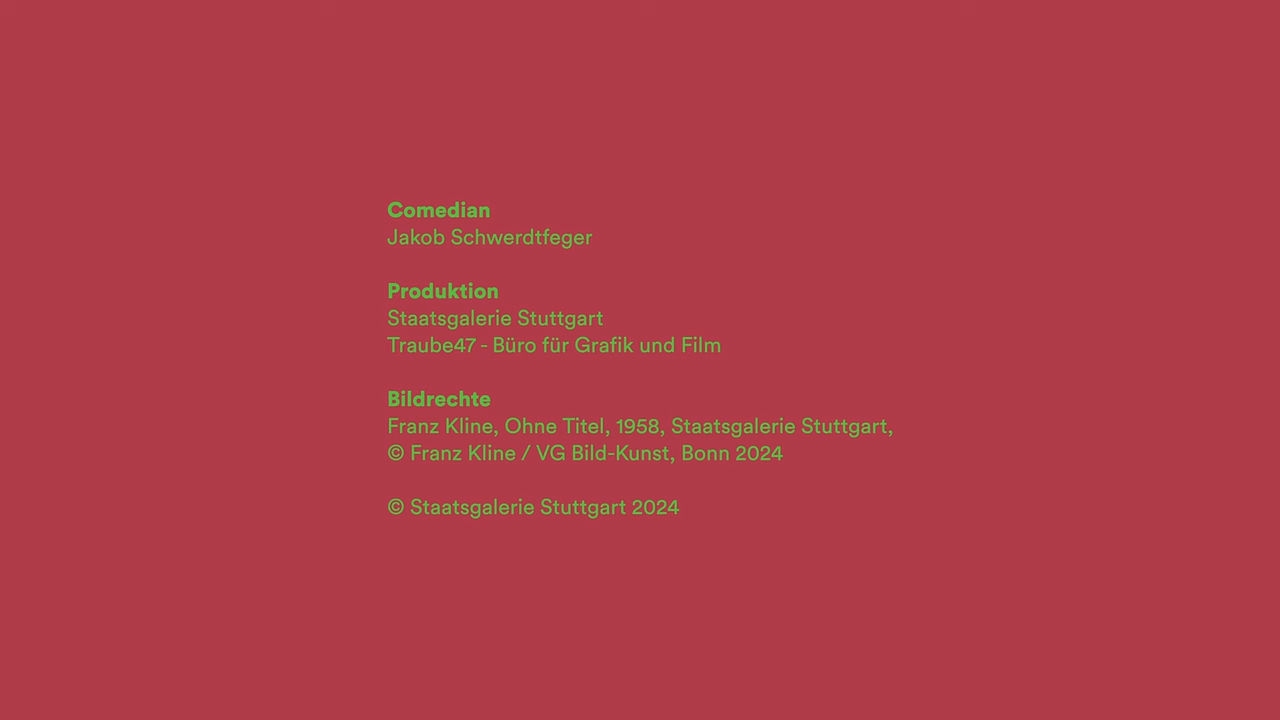 Comedian
Jakob Schwerdtfeger
Produktion
Staatsgalerie Stuttgart
Traube47 - Büro für Grafik und Film
Bildrechte
Franz Kline, Ohne Titel, 1958, Staatsgalerie Stuttgart,
© Franz Kline / VG Bild-Kunst, Bonn 2024
© Staatsgalerie Stuttgart 2024